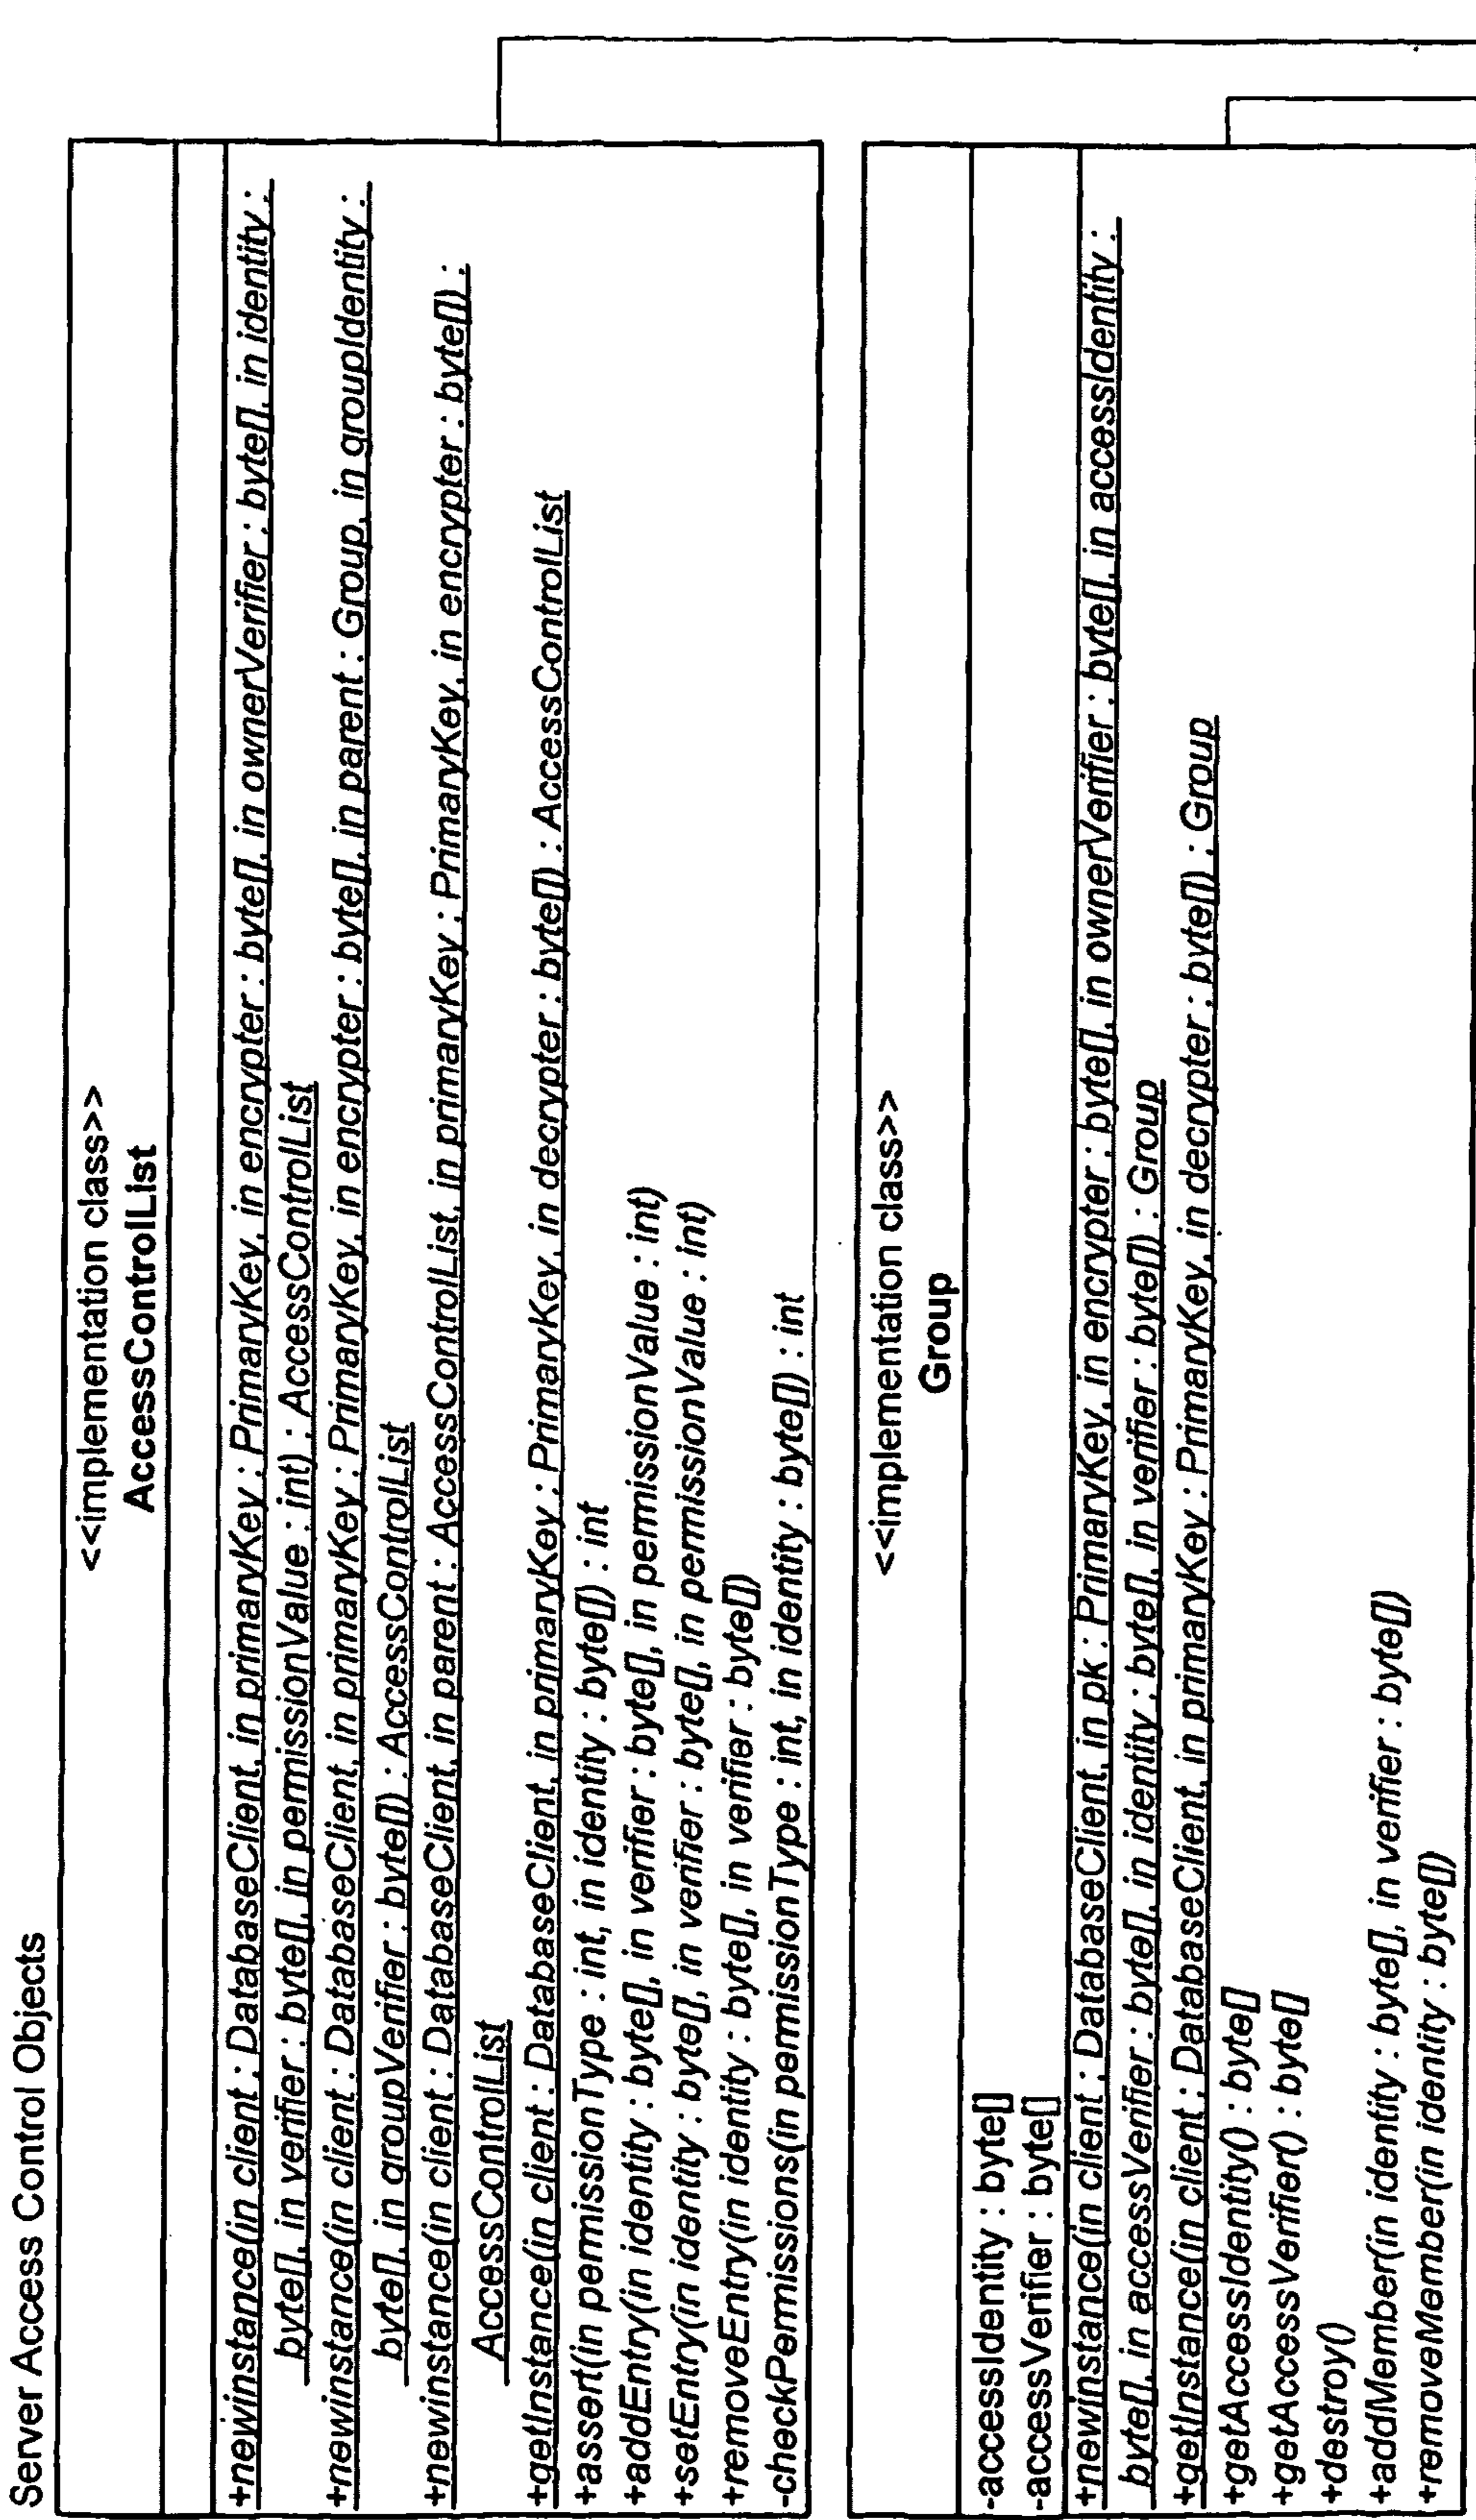 Server Access Control Objects
<<implementation class>>
AccessControlList
+newinstance(in client : DatabaseClient, in primaryKey : PrimaryKey, in encrypter : byte[], in ownerVerifier : byte[], in identity :
byte[], in verifier : byte[], in permissionValue : int) : AccessControlList
+newinstance(in client : DatabaseClient, in primaryKey : PrimaryKey, in encrypter : byte[], in parent : Group, in groupIdentity :
byte[], in groupVerifier : byte[]) : AccessControlList
+newinstance(in client : DatabaseClient, in parent : AccessControlList, in primaryKey : PrimaryKey, in encrypter : byte[]) :
AccessControlList
+getInstance(in client : DatabaseClient, in primaryKey : PrimaryKey, in decrypter : byte[]) : AccessControlList
+assert(in permissionType : int, in identity : byte[]) : int
+addEntry(in identity : byte[], in verifier : byte[], in permissionValue : int)
+setEntry(in identity : byte[], in verifier : byte[], in permissionValue : int)
+removeEntry(in identity : byte[], in verifier : byte[])
-checkPermissions(in permissionType : int, in identity : byte[]) : int
<<implementation class>>
Group
-accessIdentity : byte[]
-accessVerifier : byte[]
+newinstance(in client : DatabaseClient, in pk : PrimaryKey, in encrypter : byte[], in ownerVerifier : byte[], in accessIdentity :
byte[], in accessVerifier : byte[], in identity : byte[], in verifier : byte[]) : Group
+getInstance(in client : DatabaseClient, in primaryKey : PrimaryKey, in decrypter : byte[]) : Group
+getAccessIdentity() : byte[]
+getAccessVerifier() : byte[]
+destroy()
+addMember(in identity : byte[], in verifier : byte[])
+removeMember(in identity : byte[])